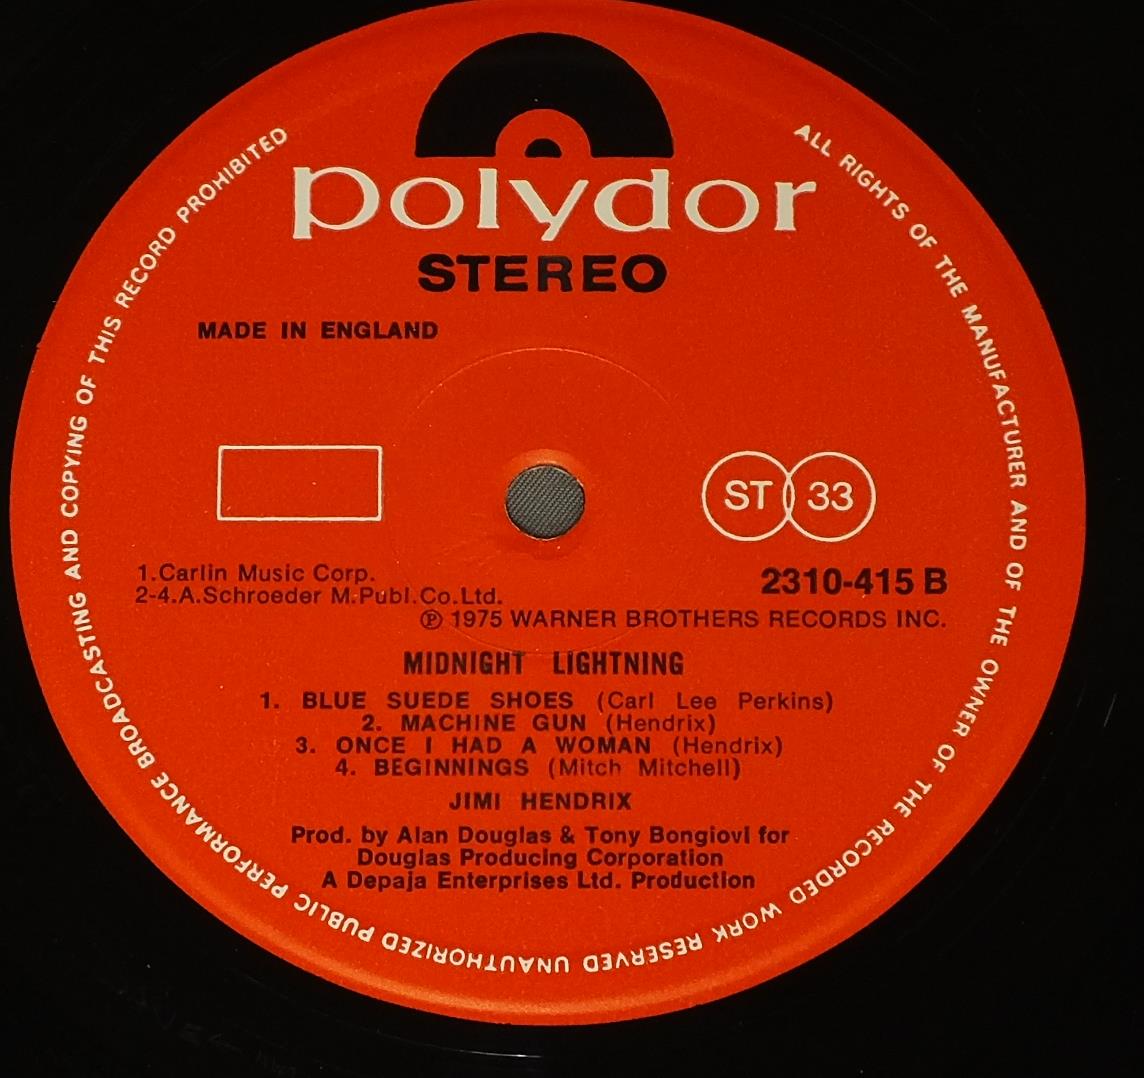 polydor
STEREO
MADE IN ENGLAND
ST 33
1.Carlin Music Corp.
2-4.A.Schroeder M.Publ.Co.Ltd.
2310-415 B
℗ 1975 WARNER BROTHERS RECORDS INC.
MIDNIGHT LIGHTNING
1. BLUE SUEDE SHOES (Carl Lee Perkins)
2. MACHINE GUN (Hendrix)
3. ONCE I HAD A WOMAN (Hendrix)
4. BEGINNINGS (Mitch Mitchell)
JIMI HENDRIX
Prod. by Alan Douglas & Tony Bongiovi for
Douglas Producing Corporation
A Depaja Enterprises Ltd. Production
ALL RIGHTS OF THE MANUFACTURER AND OF THE OWNER OF THE RECORDED WORK RESERVED UNAUTHORIZED PUBLIC PERFORMANCE BROADCASTING AND COPYING OF THIS RECORD PROHIBITED